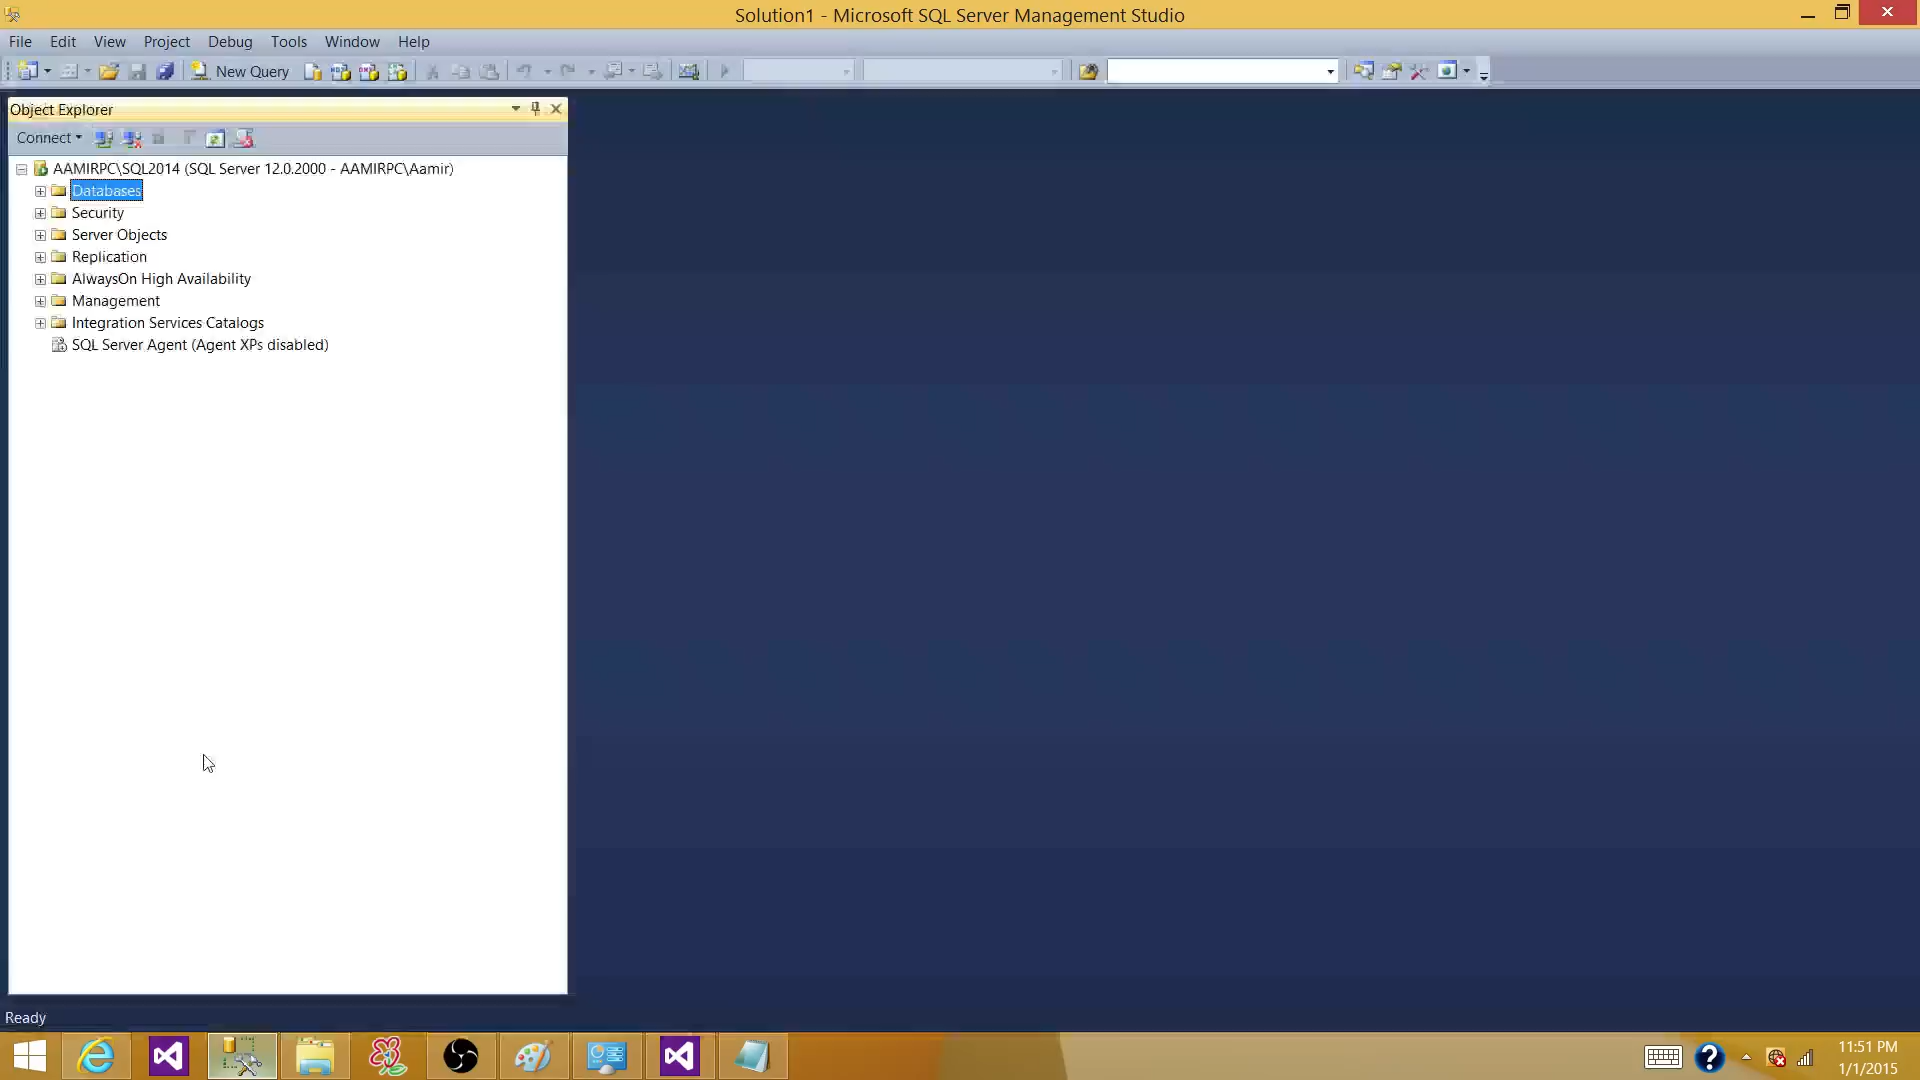 Solution1 - Microsoft SQL Server Management Studio
File Edit View Project Debug Tools Window Help
New Query
Object Explorer
Connect
AAMIRPC\SQL2014 (SQL Server 12.0.2000 - AAMIRPC\Aamir)
Databases
Security
Server Objects
Replication
AlwaysOn High Availability
Management
Integration Services Catalogs
SQL Server Agent (Agent XPs disabled)
Ready
11:51 PM
1/1/2015